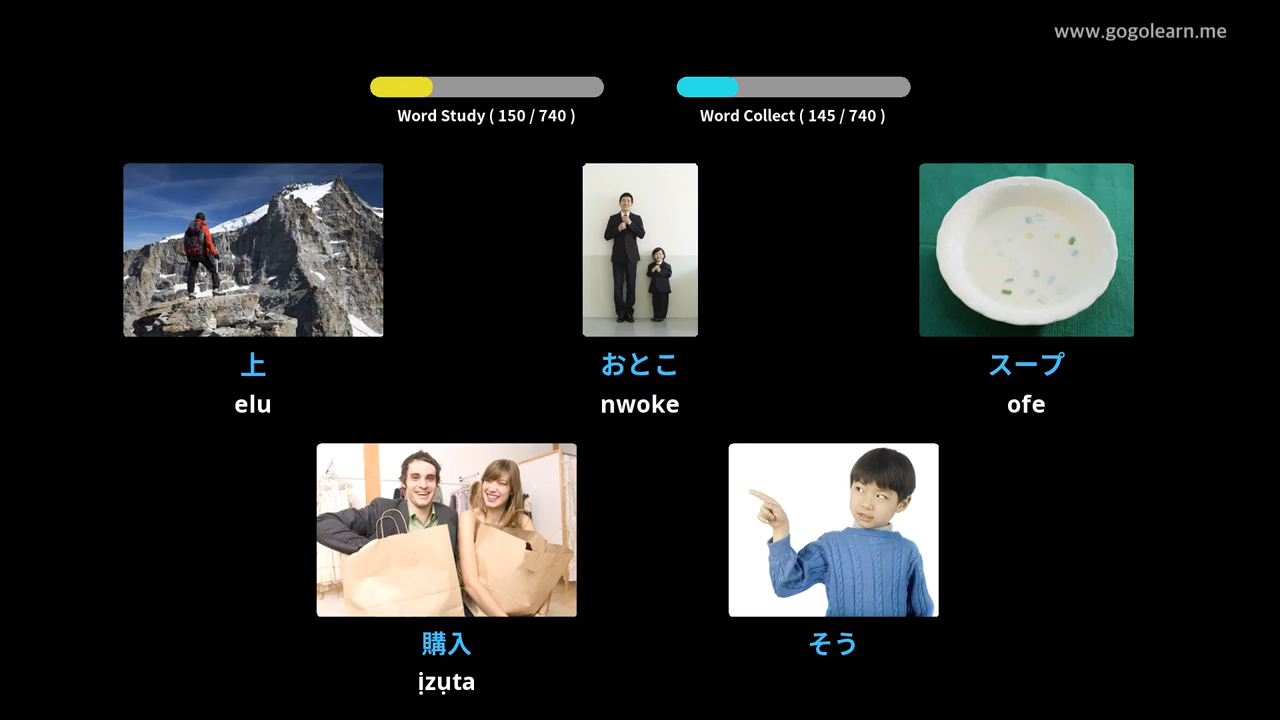 www.gogolearn.me
Word Study ( 150 / 740 )
Word Collect ( 145 / 740 )
上
elu
おとこ
nwoke
スープ
ofe
購入
ịzụta
そう